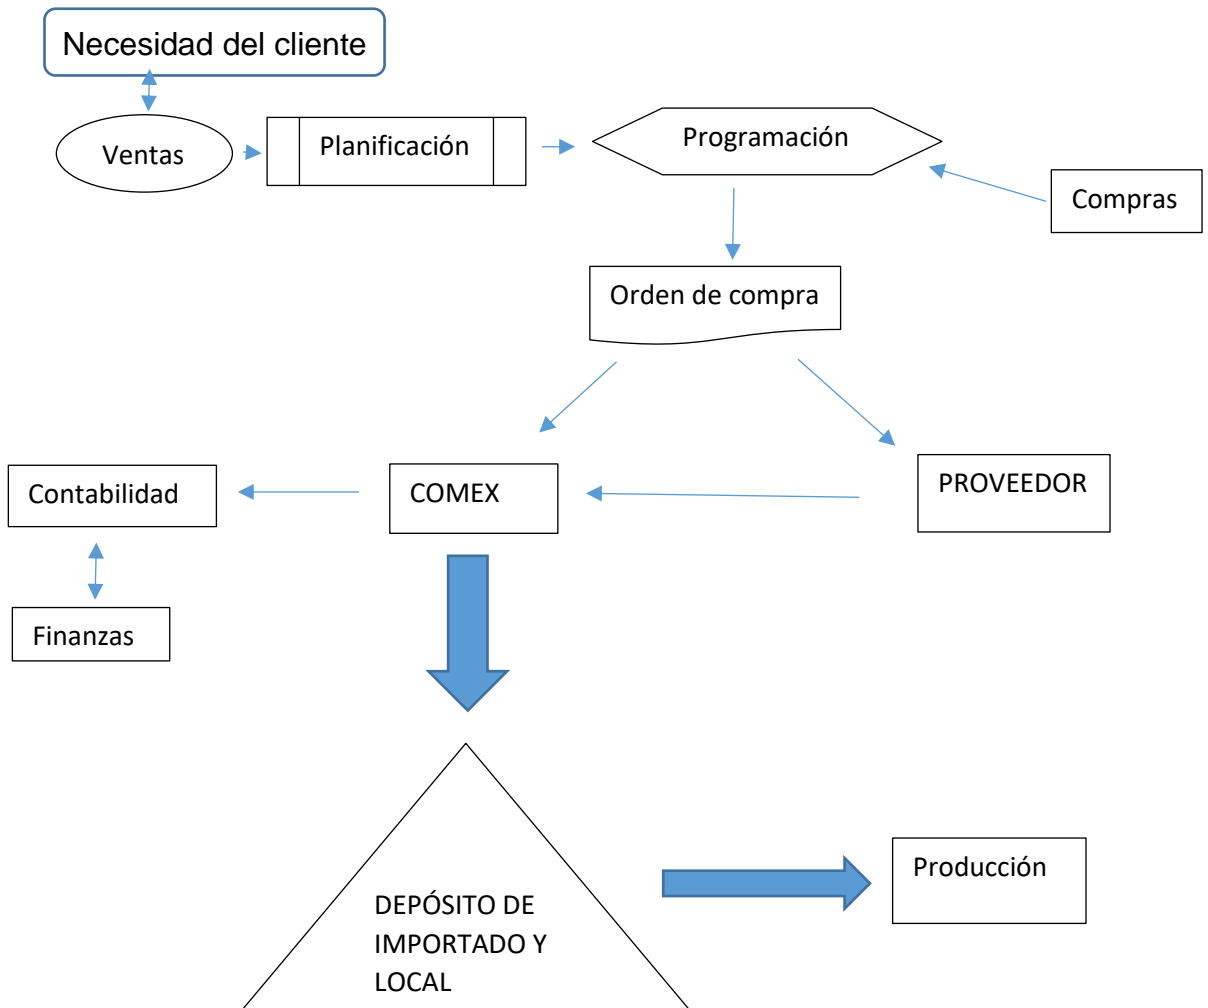 Necesidad del cliente
Ventas
Planificación
Programación
Compras
Orden de compra
Contabilidad
COMEX
PROVEEDOR
Finanzas
DEPÓSITO DE
IMPORTADO Y
LOCAL
Producción